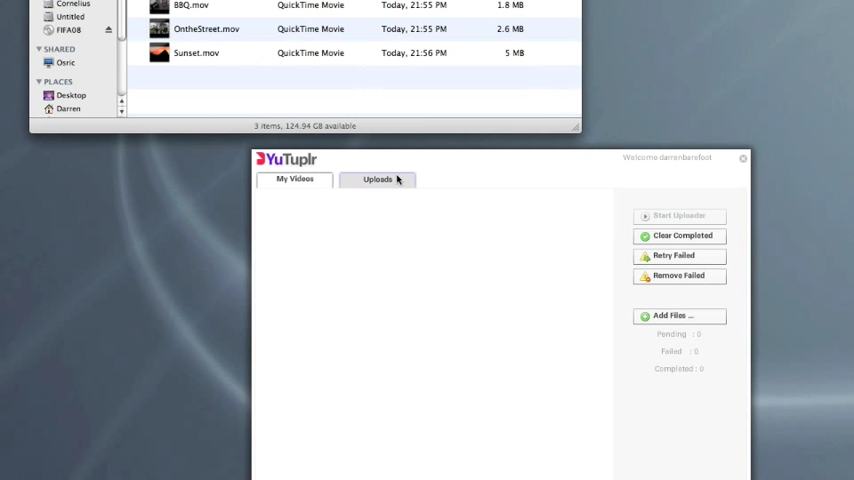 Cornelius
Untitled
FIFA08
SHARED
Osric
PLACES
Desktop
Darren
BBQ.mov QuickTime Movie Today, 21:55 PM 1.8 MB
OntheStreet.mov QuickTime Movie Today, 21:55 PM 2.6 MB
Sunset.mov QuickTime Movie Today, 21:56 PM 5 MB
3 items, 124.94 GB available
YuTuplr
Welcome darrenbarefoot
My Videos Uploads
Start Uploader
Clear Completed
Retry Failed
Remove Failed
Add Files ...
Pending : 0
Failed : 0
Completed : 0